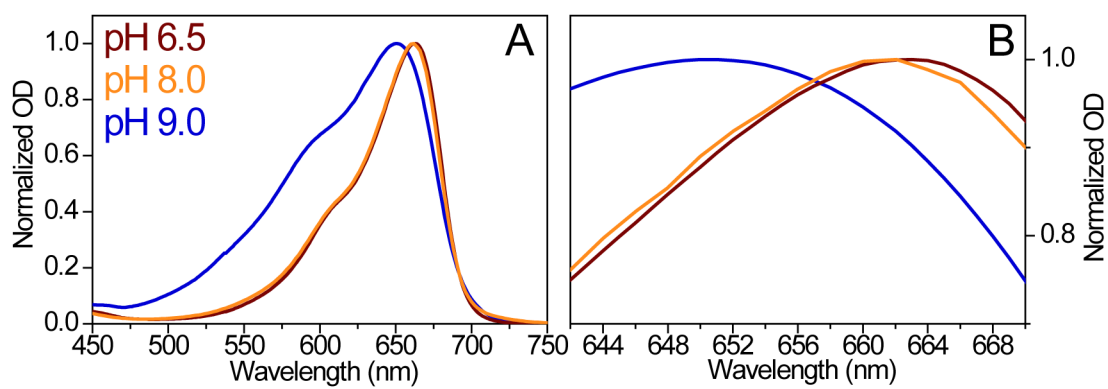 A
pH 6.5
pH 8.0
pH 9.0
1.0
0.8
0.6
0.4
0.2
0.0
Normalized OD
450 500 550 600 650 700 750
Wavelength (nm)
B
1.0
0.8
Normalized OD
644 648 652 656 660 664 668
Wavelength (nm)